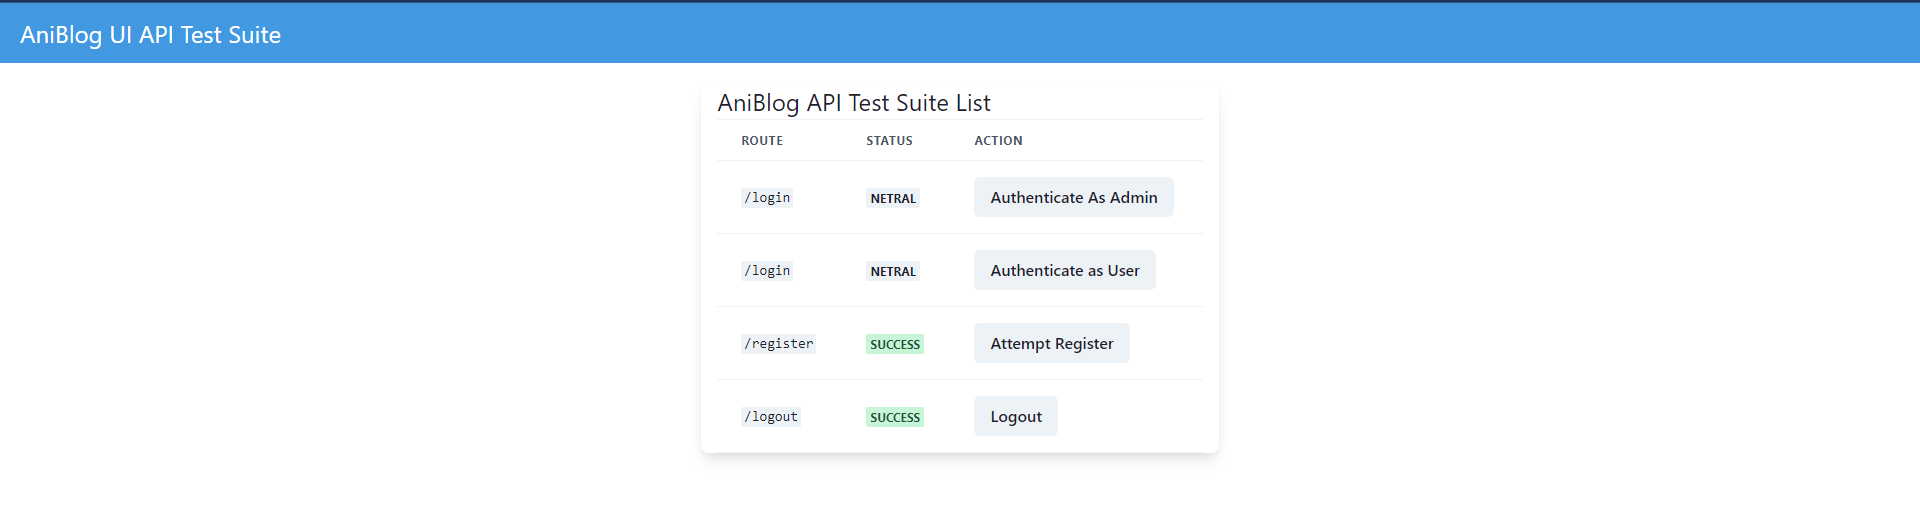 AniBlog UI API Test Suite
AniBlog API Test Suite List
ROUTE STATUS ACTION
/login NETRAL Authenticate As Admin
/login NETRAL Authenticate as User
/register SUCCESS Attempt Register
/logout SUCCESS Logout